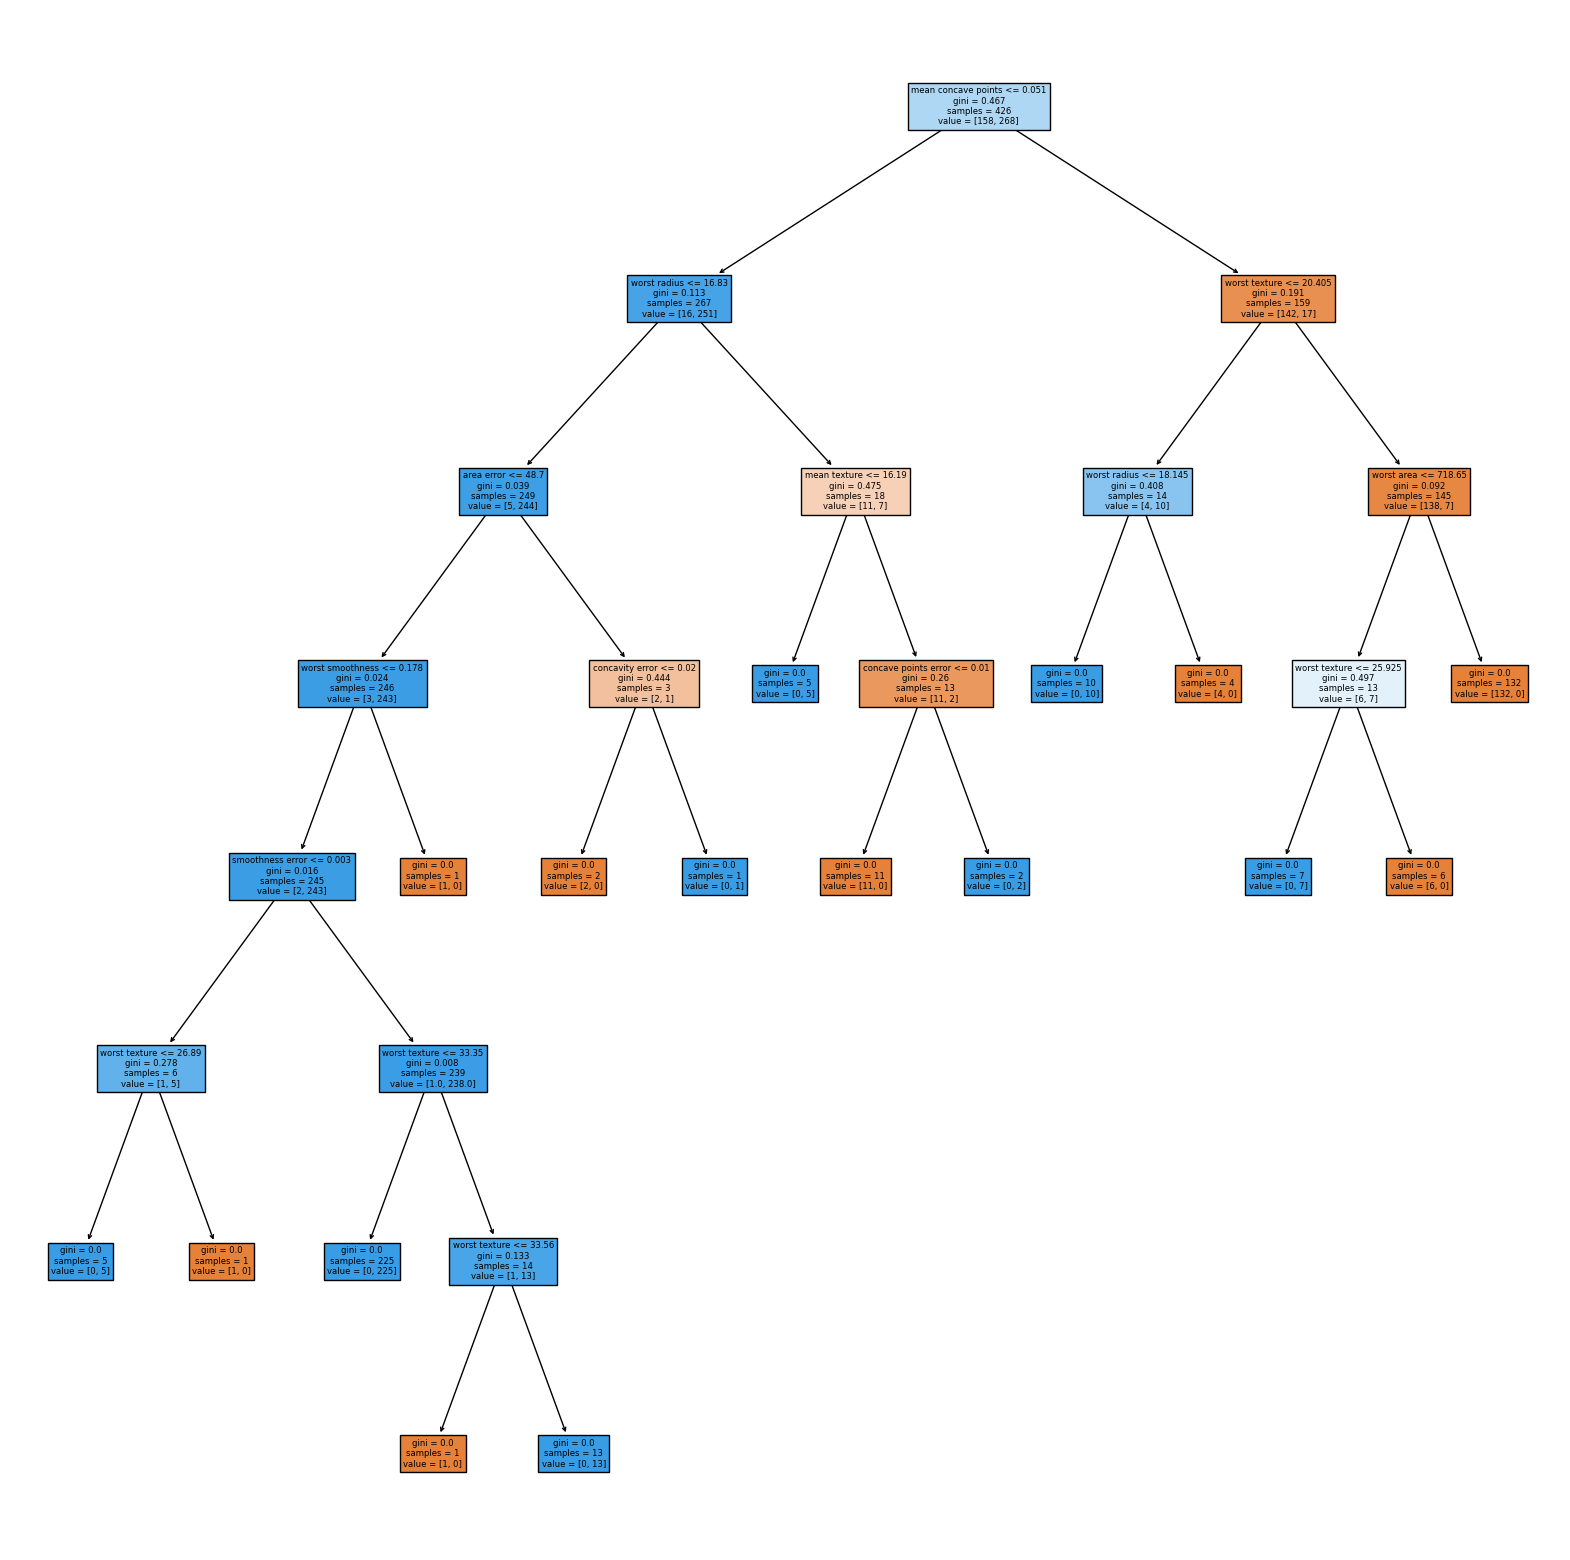 mean concave points <= 0.051
gini = 0.467
samples = 426
value = [158, 268]
worst radius <= 16.83
gini = 0.113
samples = 267
value = [16, 251]
worst texture <= 20.405
gini = 0.191
samples = 159
value = [142, 17]
area error <= 48.7
gini = 0.039
samples = 249
value = [5, 244]
mean texture <= 16.19
gini = 0.475
samples = 18
value = [11, 7]
worst radius <= 18.145
gini = 0.408
samples = 14
value = [4, 10]
worst area <= 718.65
gini = 0.092
samples = 145
value = [138, 7]
worst smoothness <= 0.178
gini = 0.024
samples = 246
value = [3, 243]
concavity error <= 0.02
gini = 0.444
samples = 3
value = [2, 1]
gini = 0.0
samples = 5
value = [0, 5]
concave points error <= 0.01
gini = 0.26
samples = 13
value = [11, 2]
gini = 0.0
samples = 10
value = [0, 10]
gini = 0.0
samples = 4
value = [4, 0]
worst texture <= 25.925
gini = 0.497
samples = 13
value = [6, 7]
gini = 0.0
samples = 132
value = [132, 0]
smoothness error <= 0.003
gini = 0.016
samples = 245
value = [2, 243]
gini = 0.0
samples = 1
value = [1, 0]
gini = 0.0
samples = 2
value = [2, 0]
gini = 0.0
samples = 1
value = [0, 1]
gini = 0.0
samples = 11
value = [11, 0]
gini = 0.0
samples = 2
value = [0, 2]
gini = 0.0
samples = 7
value = [0, 7]
gini = 0.0
samples = 6
value = [6, 0]
worst texture <= 26.89
gini = 0.278
samples = 6
value = [1, 5]
worst texture <= 33.35
gini = 0.008
samples = 239
value = [1.0, 238.0]
gini = 0.0
samples = 5
value = [0, 5]
gini = 0.0
samples = 1
value = [1, 0]
gini = 0.0
samples = 225
value = [0, 225]
worst texture <= 33.56
gini = 0.133
samples = 14
value = [1, 13]
gini = 0.0
samples = 1
value = [1, 0]
gini = 0.0
samples = 13
value = [0, 13]